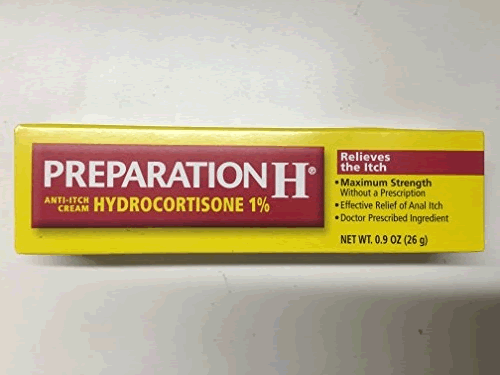 PREPARATION H®
ANTI-ITCH
CREAM HYDROCORTISONE 1%
Relieves
the Itch
• Maximum Strength
Without a Prescription
• Effective Relief of Anal Itch
• Doctor Prescribed Ingredient
NET WT. 0.9 OZ (26 g)